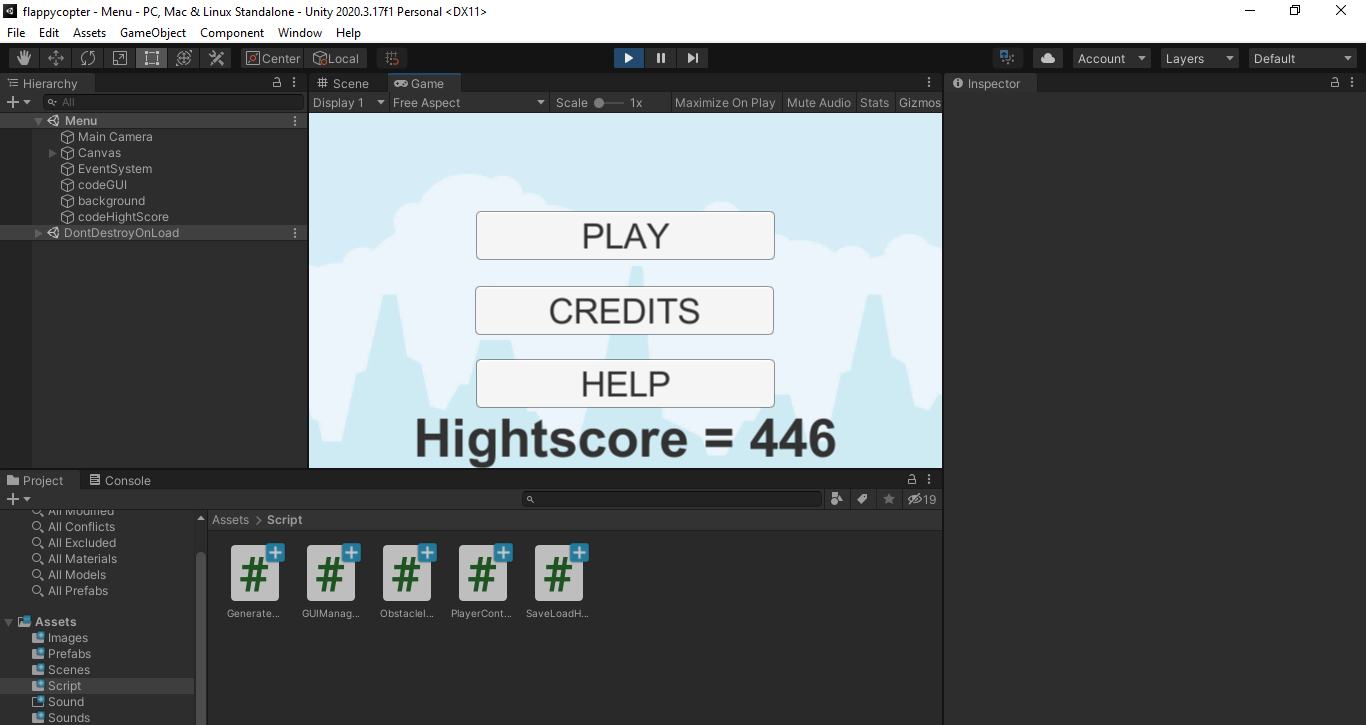 flappycopter - Menu - PC, Mac & Linux Standalone - Unity 2020.3.17f1 Personal <DX11>
File Edit Assets GameObject Component Window Help
Center Local Account Layers Default
Hierarchy
All
Menu
Main Camera
Canvas
EventSystem
codeGUI
background
codeHightScore
DontDestroyOnLoad
Scene Game
Display 1 Free Aspect Scale 1x Maximize On Play Mute Audio Stats Gizmos
PLAY
CREDITS
HELP
Hightscore = 446
Inspector
Project Console
19
All Modified
All Conflicts
All Excluded
All Materials
All Models
All Prefabs
Assets
Images
Prefabs
Scenes
Script
Sound
Sounds
Assets > Script
# # # # #
Generate... GUIManag... ObstacleI... PlayerCont... SaveLoadH...